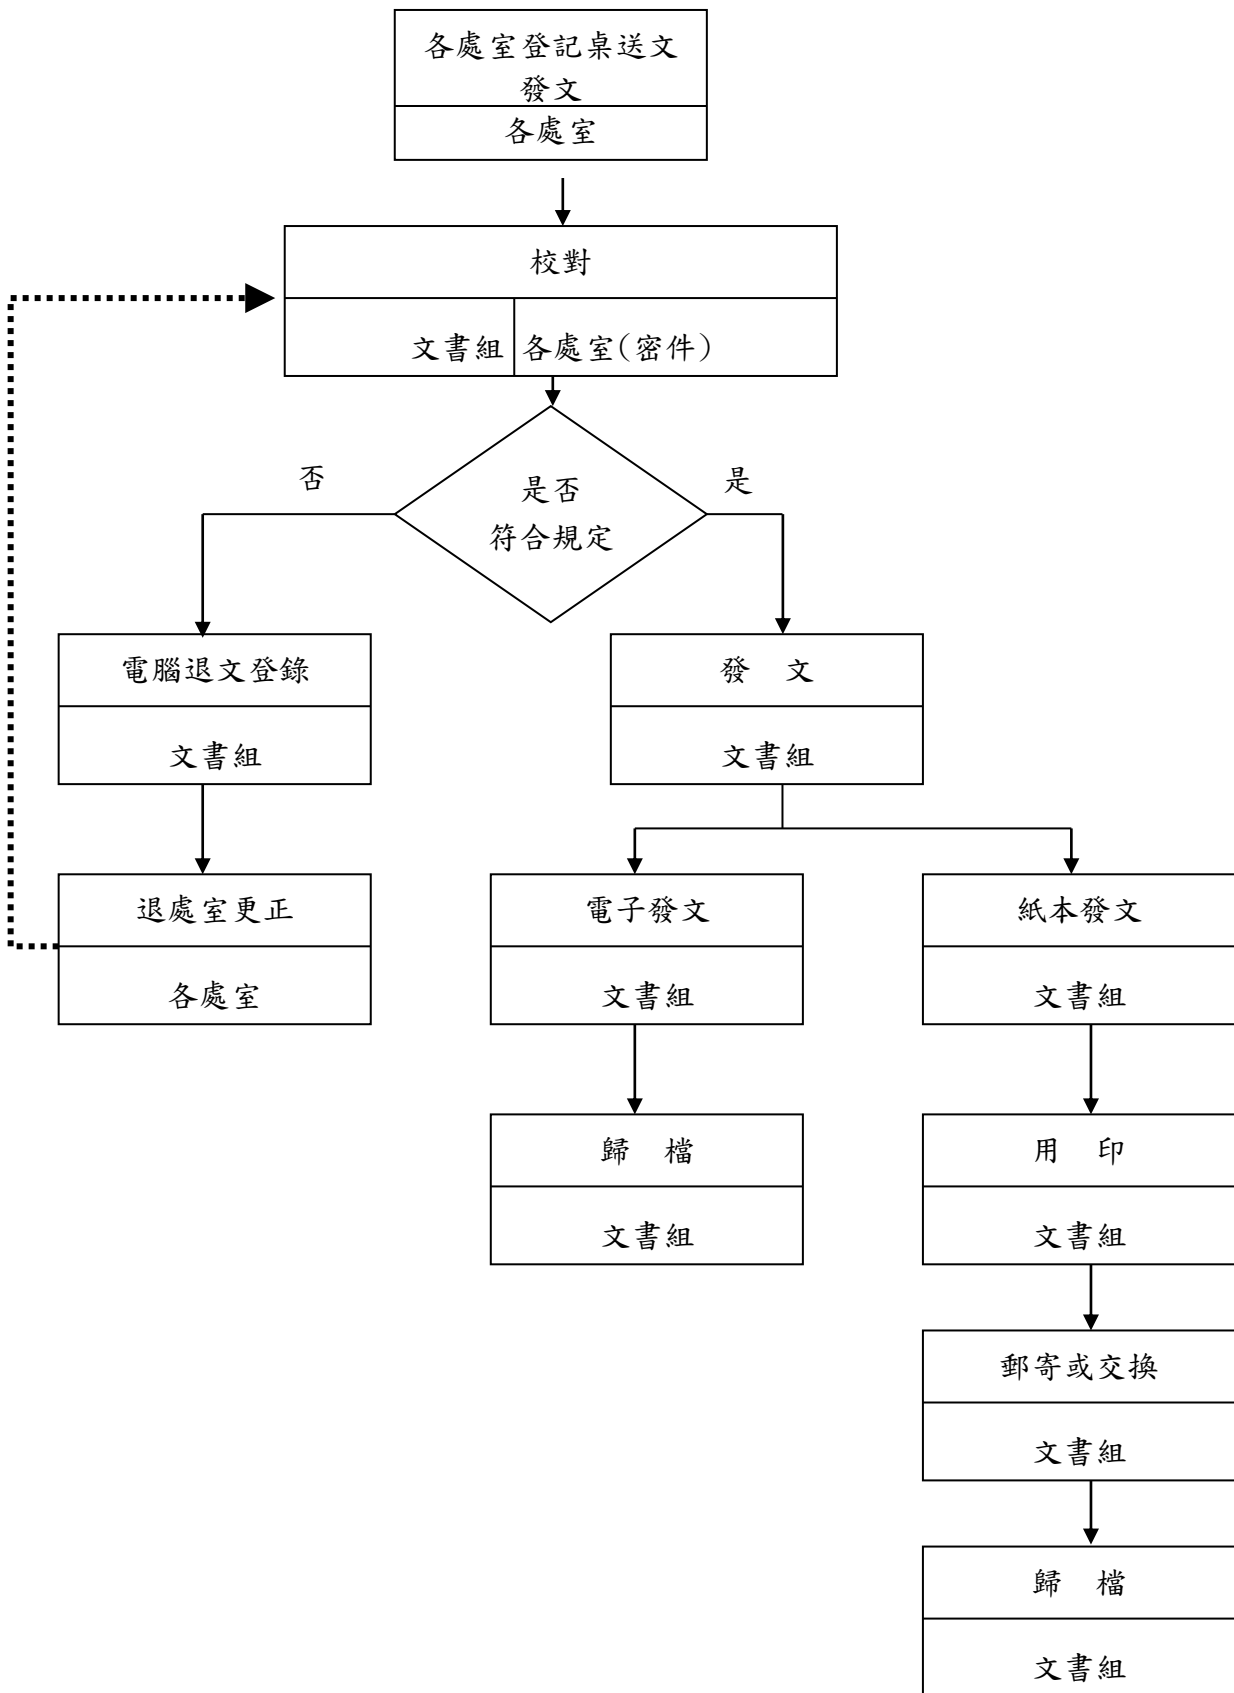 各處室登記桌送文
發文
各處室
校對
文書組
各處室(密件)
否
是
是否
符合規定
電腦退文登錄
文書組
發　文
文書組
退處室更正
各處室
電子發文
文書組
紙本發文
文書組
歸　檔
文書組
用　印
文書組
郵寄或交換
文書組
歸　檔
文書組